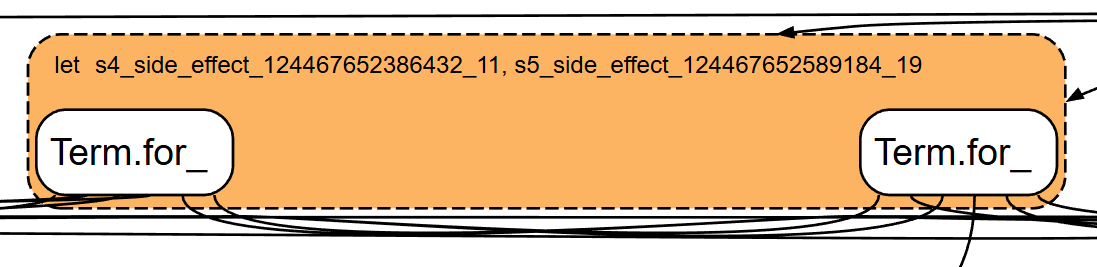 let s4_side_effect_124467652386432_11, s5_side_effect_124467652589184_19
Term.for_
Term.for_